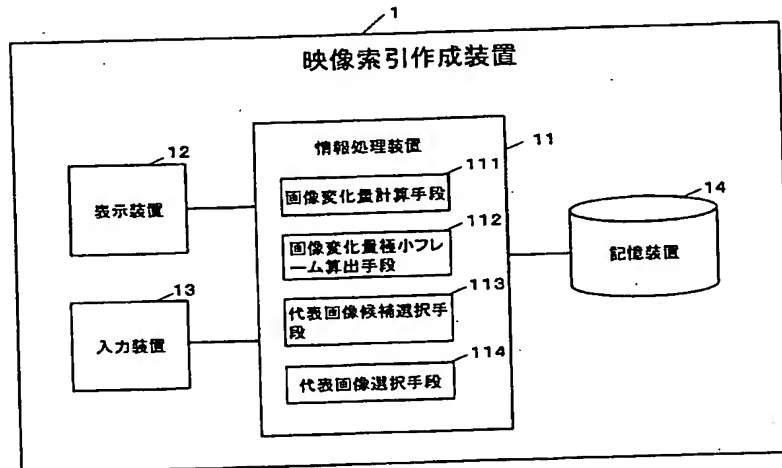 1
映像索引作成装置
12
表示装置
13
入力装置
情報処理装置
11
111
画像変化量計算手段
112
画像変化量極小フレ
ーム算出手段
113
代表画像候補選択手
段
114
代表画像選択手段
14
記憶装置